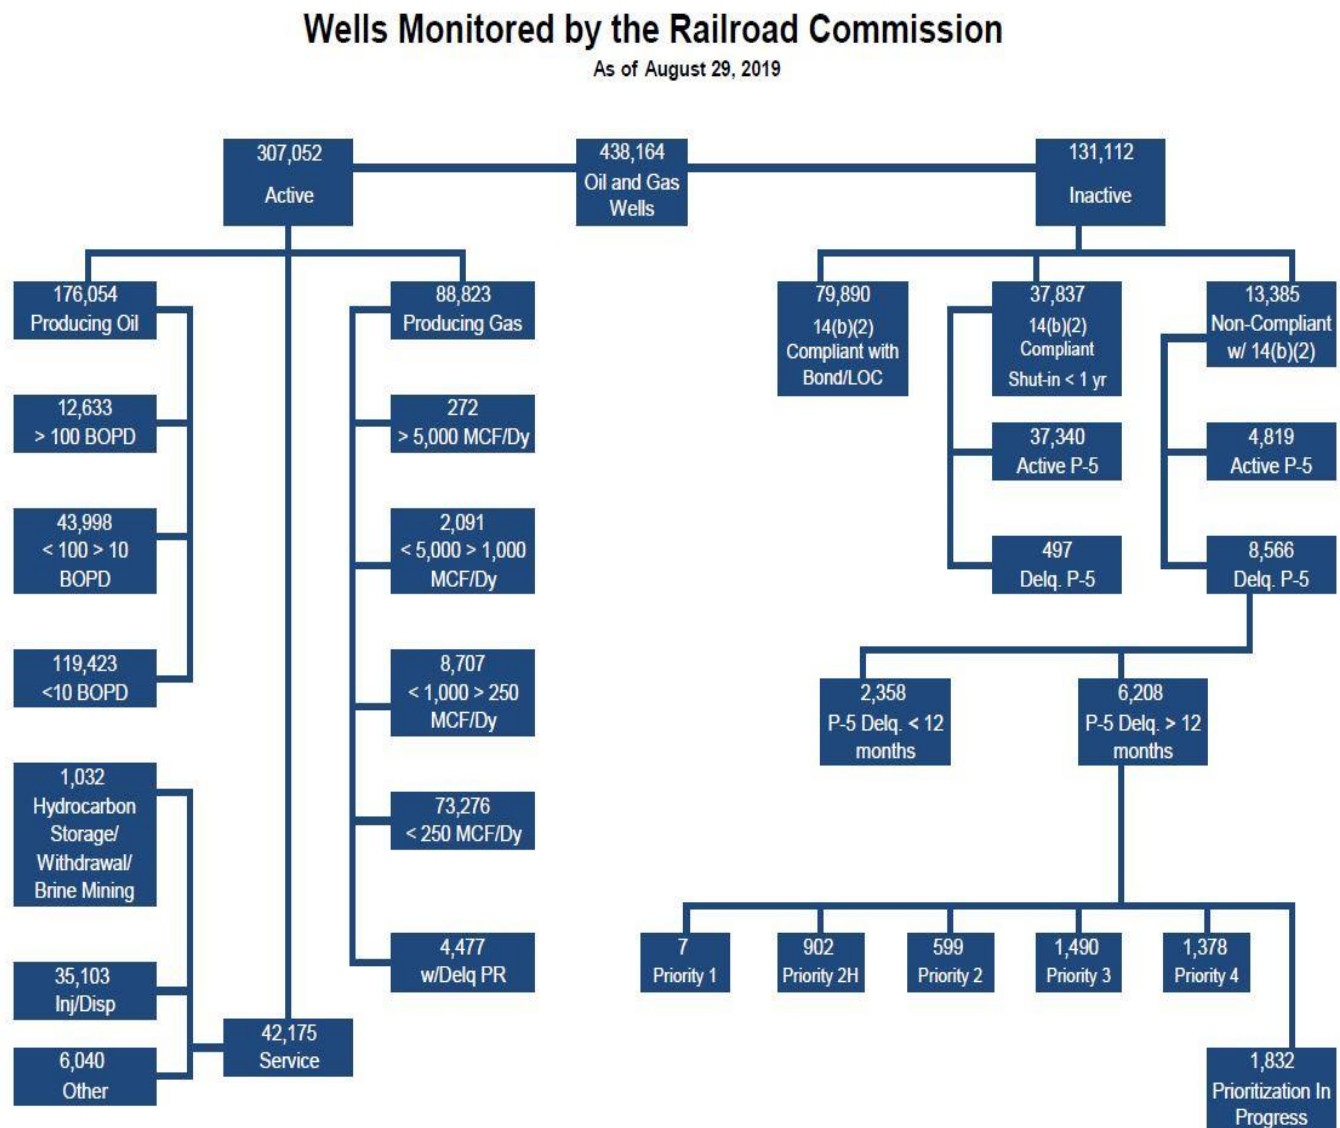 Wells Monitored by the Railroad Commission
As of August 29, 2019
307,052
Active
438,164
Oil and Gas
Wells
131,112
Inactive
176,054
Producing Oil
88,823
Producing Gas
79,890
14(b)(2)
Compliant with
Bond/LOC
37,837
14(b)(2)
Compliant
Shut-in < 1 yr
13,385
Non-Compliant
w/ 14(b)(2)
12,633
> 100 BOPD
272
> 5,000 MCF/Dy
37,340
Active P-5
4,819
Active P-5
43,998
< 100 > 10
BOPD
2,091
< 5,000 > 1,000
MCF/Dy
497
Delq. P-5
8,566
Delq. P-5
119,423
<10 BOPD
8,707
< 1,000 > 250
MCF/Dy
2,358
P-5 Delq. < 12
months
6,208
P-5 Delq. > 12
months
1,032
Hydrocarbon
Storage/
Withdrawal/
Brine Mining
73,276
< 250 MCF/Dy
4,477
w/Delq PR
7
Priority 1
902
Priority 2H
599
Priority 2
1,490
Priority 3
1,378
Priority 4
35,103
Inj/Disp
42,175
Service
6,040
Other
1,832
Prioritization In
Progress